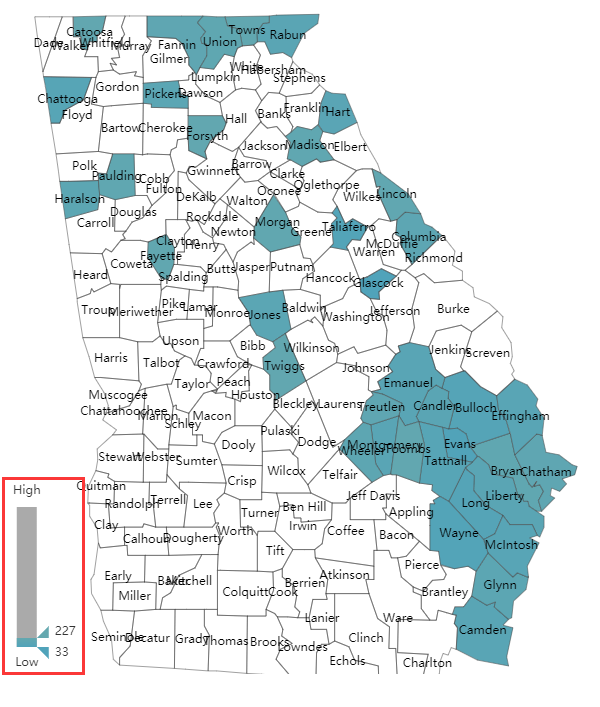 Towns
Catoosa
Rabun
Dade
Walker
Whitfield
Murray
Fannin
Union
Gilmer
White
Habersham
Lumpkin
Stephens
Chattooga
Gordon
Pickens
Dawson
Floyd
Hall
Banks
Franklin
Hart
Bartow
Cherokee
Forsyth
Jackson
Madison
Elbert
Polk
Paulding
Cobb
Fulton
Gwinnett
Barrow
Clarke
Oconee
Oglethorpe
Wilkes
Lincoln
Haralson
DeKalb
Walton
Carroll
Douglas
Rockdale
Newton
Morgan
Greene
Taliaferro
Columbia
McDuffie
Clayton
Henry
Fayette
Warren
Richmond
Heard
Coweta
Spalding
Butts
Jasper
Putnam
Hancock
Glascock
Troup
Meriwether
Pike
Lamar
Monroe
Jones
Baldwin
Washington
Jefferson
Burke
Harris
Upson
Bibb
Wilkinson
Jenkins
Screven
Talbot
Crawford
Twiggs
Johnson
Emanuel
Muscogee
Taylor
Peach
Houston
Chattahoochee
Marion
Schley
Macon
Bleckley
Laurens
Treutlen
Candler
Bulloch
Effingham
Pulaski
Dodge
Stewart
Webster
Sumter
Dooly
Wheeler
Montgomery
Toombs
Evans
Tattnall
Bryan
Chatham
Wilcox
Telfair
Quitman
Crisp
Randolph
Terrell
Lee
Turner
Ben Hill
Jeff Davis
Appling
Long
Liberty
Clay
Calhoun
Dougherty
Worth
Irwin
Coffee
Bacon
Wayne
McIntosh
Tift
Early
Baker
Mitchell
Miller
Colquitt
Cook
Berrien
Atkinson
Pierce
Brantley
Glynn
Lanier
Ware
Camden
Seminole
Decatur
Grady
Thomas
Brooks
Lowndes
Clinch
Echols
Charlton
High
227
33
Low